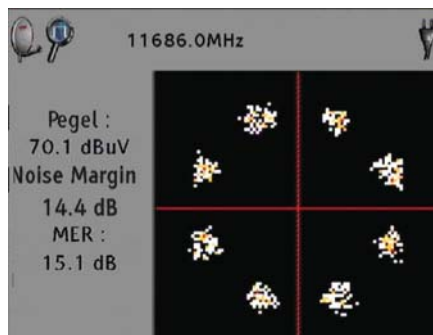 11686.0MHz
Pegel :
70.1 dBuV
Noise Margin
14.4 dB
MER :
15.1 dB